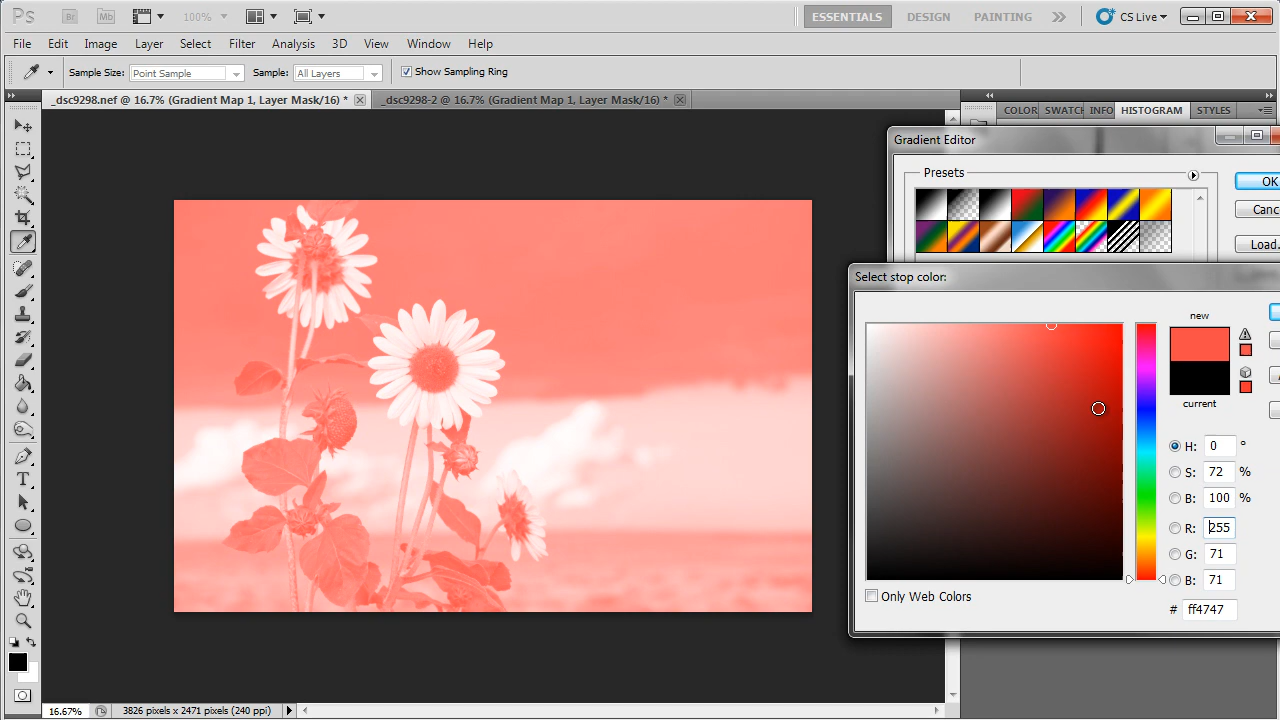 Ps Br Mb 100% ESSENTIALS DESIGN PAINTING CS Live
File Edit Image Layer Select Filter Analysis 3D View Window Help
Sample Size: Point Sample Sample: All Layers Show Sampling Ring
_dsc9298.nef @ 16.7% (Gradient Map 1, Layer Mask/16) * _dsc9298-2 @ 16.7% (Gradient Map 1, Layer Mask/16) *
COLOR SWATCH INFO HISTOGRAM STYLES
Gradient Editor
Presets
OK
Canc
Load.
Select stop color:
new
current
H: 0 °
S: 72 %
B: 100 %
R: 255
G: 71
B: 71
# ff4747
Only Web Colors
16.67% 3826 pixels x 2471 pixels (240 ppi)